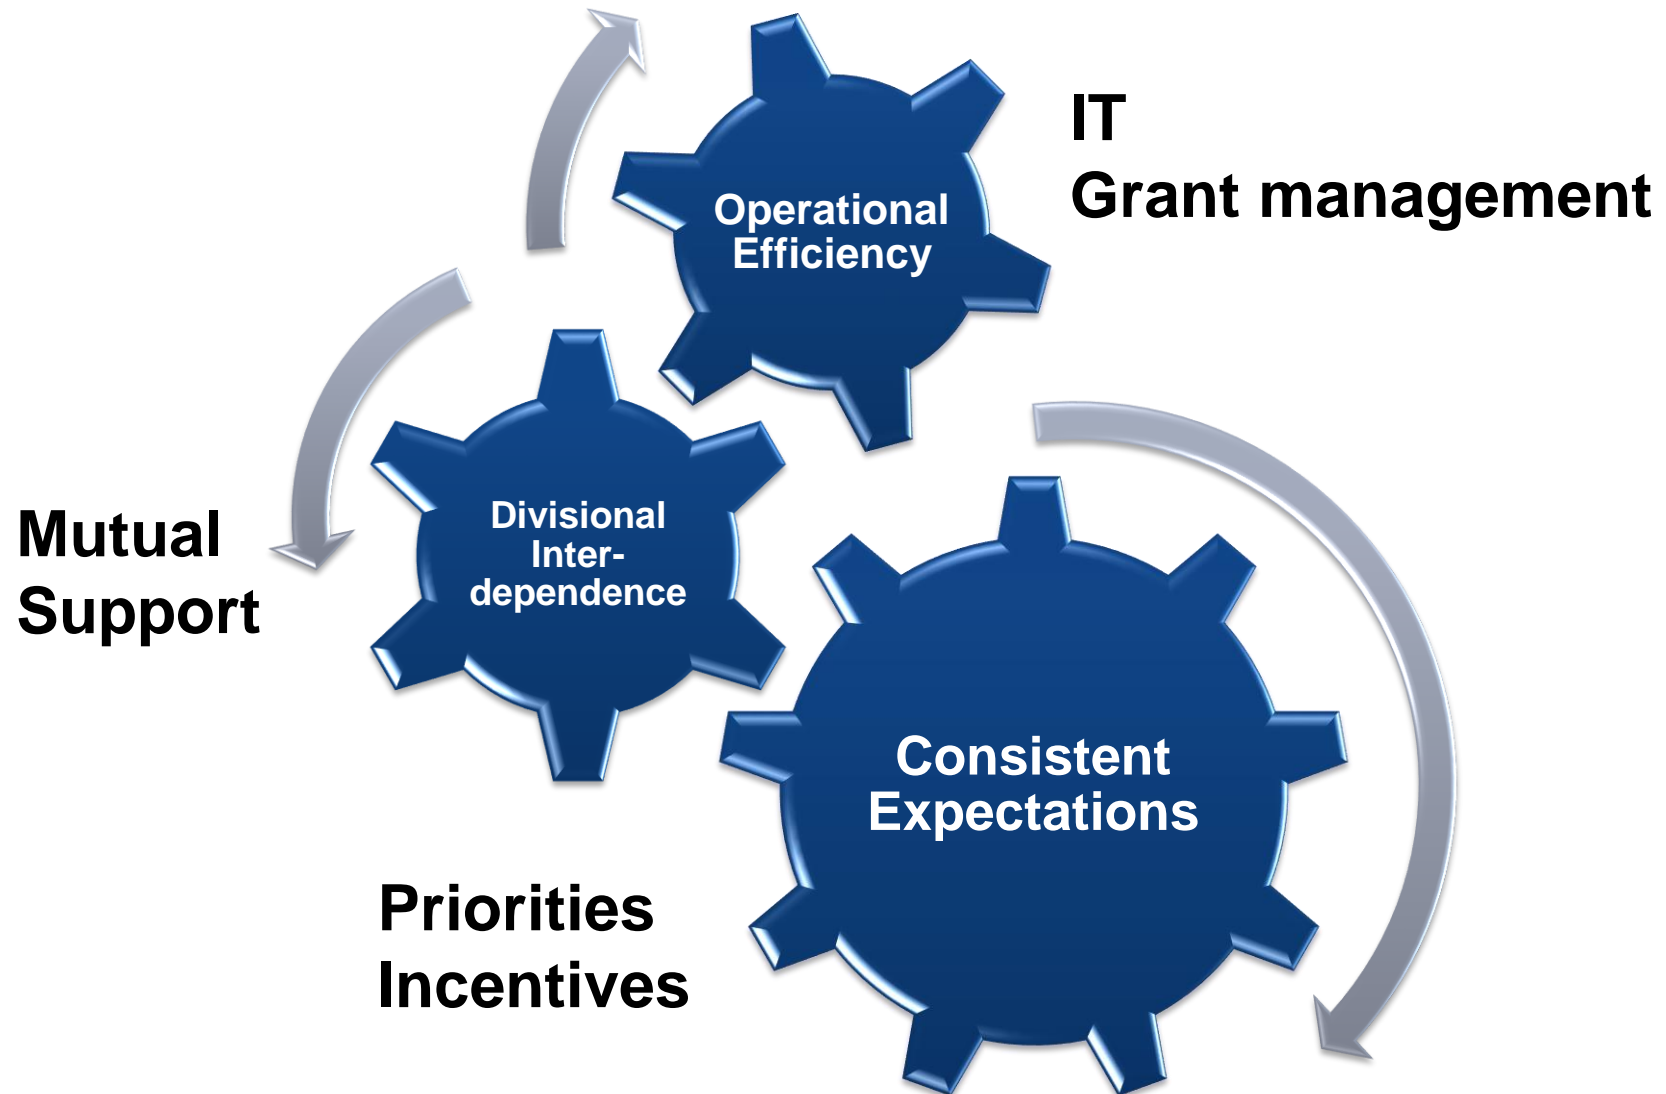 IT
Grant management
Operational
Efficiency
Mutual
Support
Divisional
Inter-
dependence
Consistent
Expectations
Priorities
Incentives